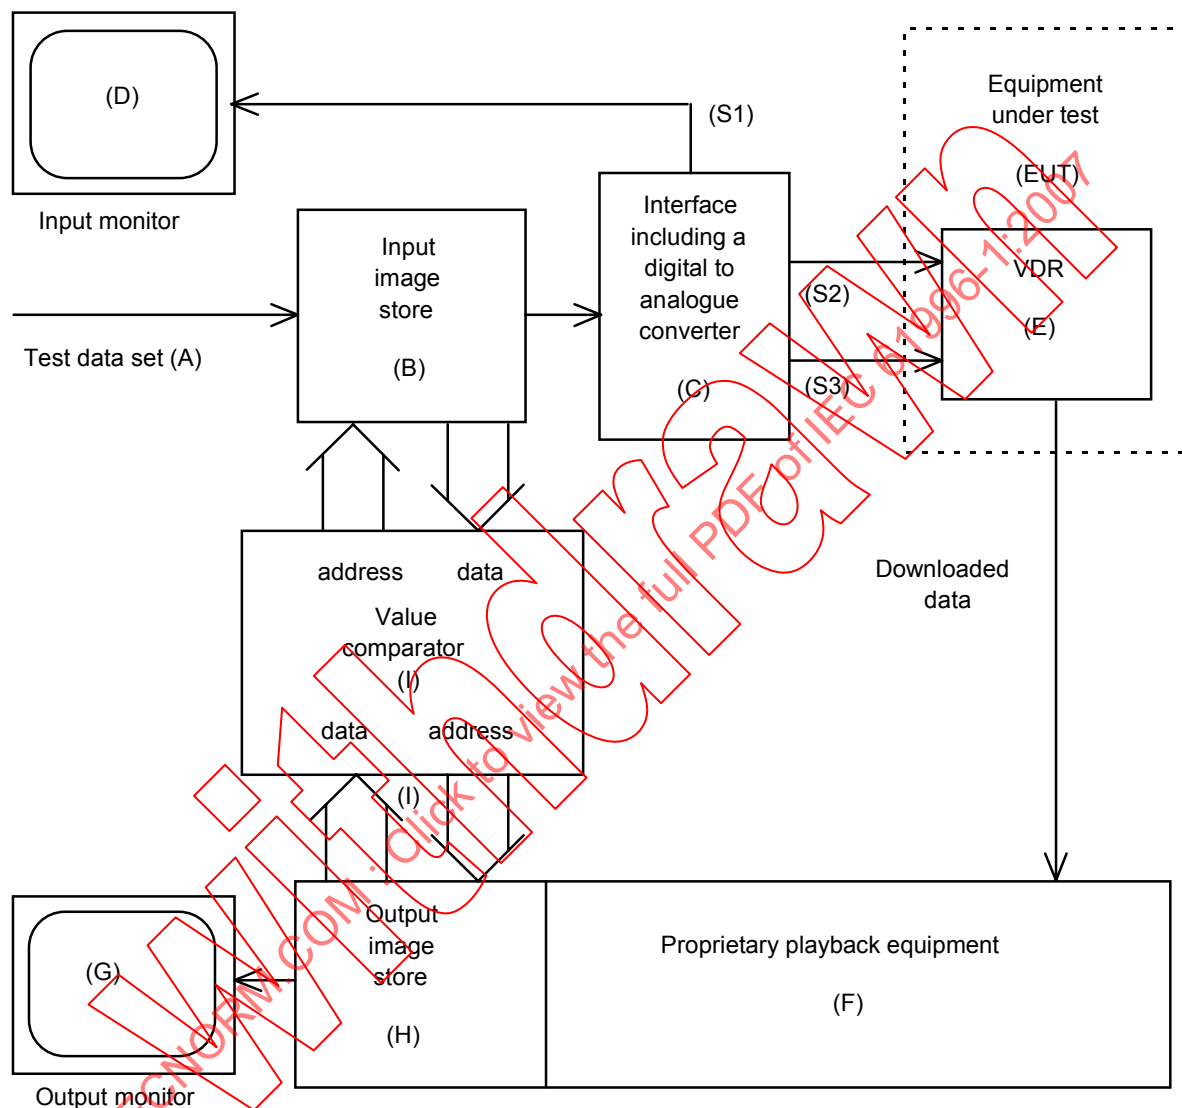 (D)
Input monitor
(S1)
Equipment
under test
(EUT)
Input
image
store
(B)
Interface
including a
digital to
analogue
converter
(C)
(S2)
(S3)
VDR
(E)
Test data set (A)
address data
Value
comparator
(I)
data address
(I)
Downloaded
data
(G)
Output monitor
Output
image
store
(H)
Proprietary playback equipment
(F)
Withdrawn
ECNORM.COM : Click to view the full PDF of IEC 61996-1:2007